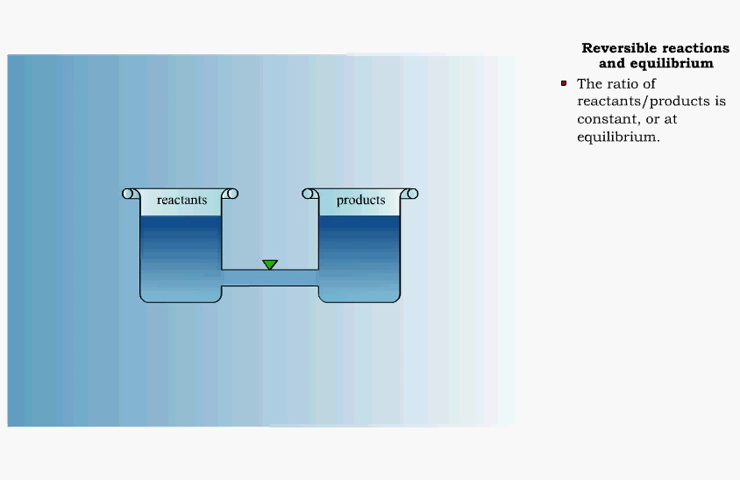 Reversible reactions
and equilibrium
The ratio of
reactants/products is
constant, or at
equilibrium.
reactants
products